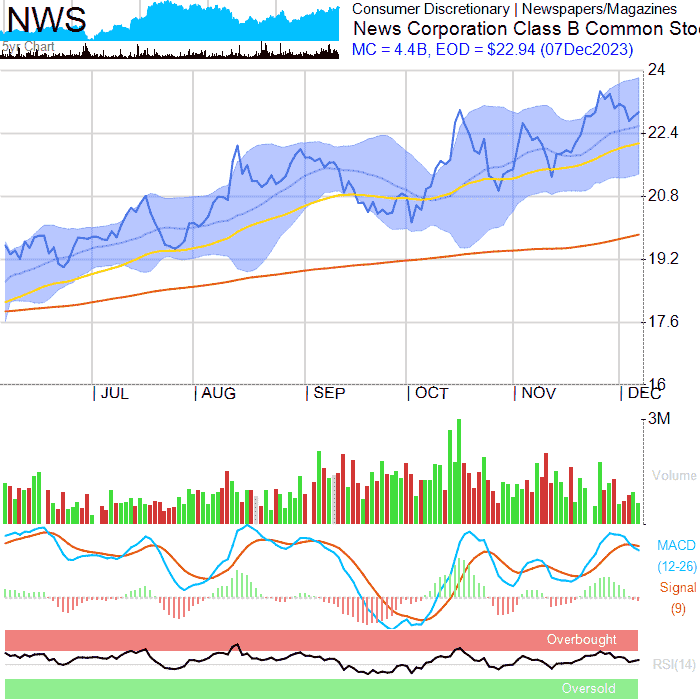 NWS
5yr Chart
Consumer Discretionary | Newspapers/Magazines
News Corporation Class B Common Sto
MC = 4.4B, EOD = $22.94 (07Dec2023)
24
22.4
20.8
19.2
17.6
16
JUL AUG SEP OCT NOV DEC
3M
Volume
MACD
(12-26)
Signal
(9)
Overbought
RSI(14)
Oversold